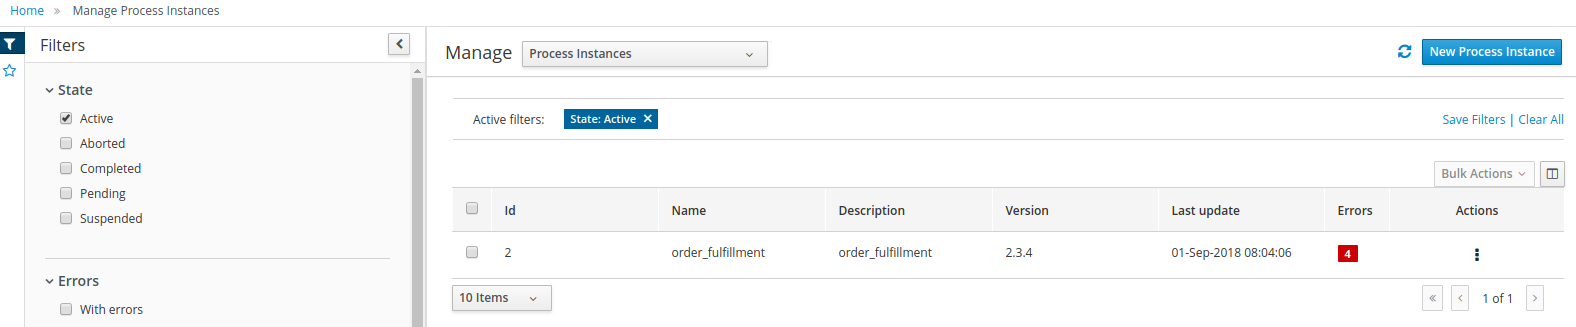 Home » Manage Process Instances
Filters
State
Active
Aborted
Completed
Pending
Suspended
Errors
With errors
Manage Process Instances
New Process Instance
Active filters: State: Active ✕
Save Filters | Clear All
Bulk Actions
Id Name Description Version Last update Errors Actions
2 order_fulfillment order_fulfillment 2.3.4 01-Sep-2018 08:04:06 4
10 Items
« ‹ 1 of 1 ›